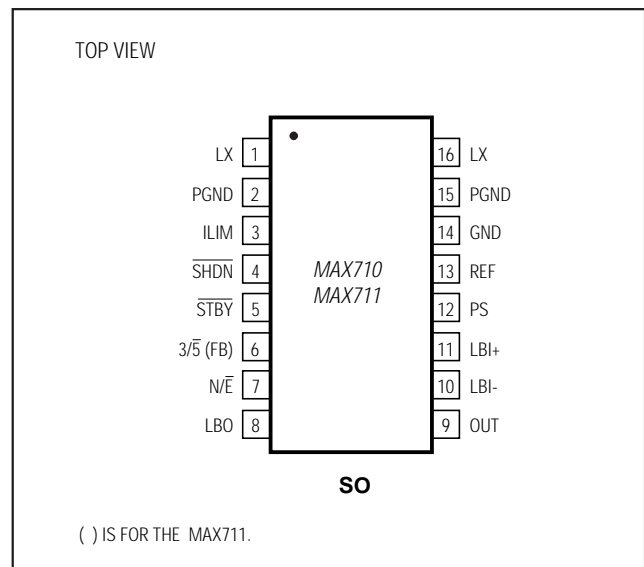 TOP VIEW
LX 1
PGND 2
ILIM 3
S̅H̅D̅N̅ 4
S̅T̅B̅Y̅ 5
3/5̅ (FB) 6
N/E̅ 7
LBO 8
MAX710
MAX711
16 LX
15 PGND
14 GND
13 REF
12 PS
11 LBI+
10 LBI-
9 OUT
SO
( ) IS FOR THE MAX711.